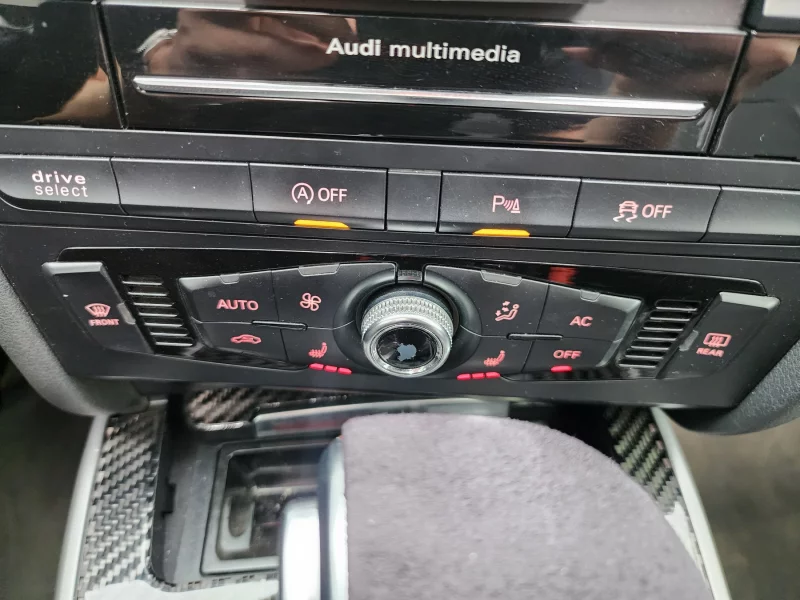 Audi multimedia
drive
select
A OFF
P
OFF
AUTO
AC
FRONT
OFF
REAR